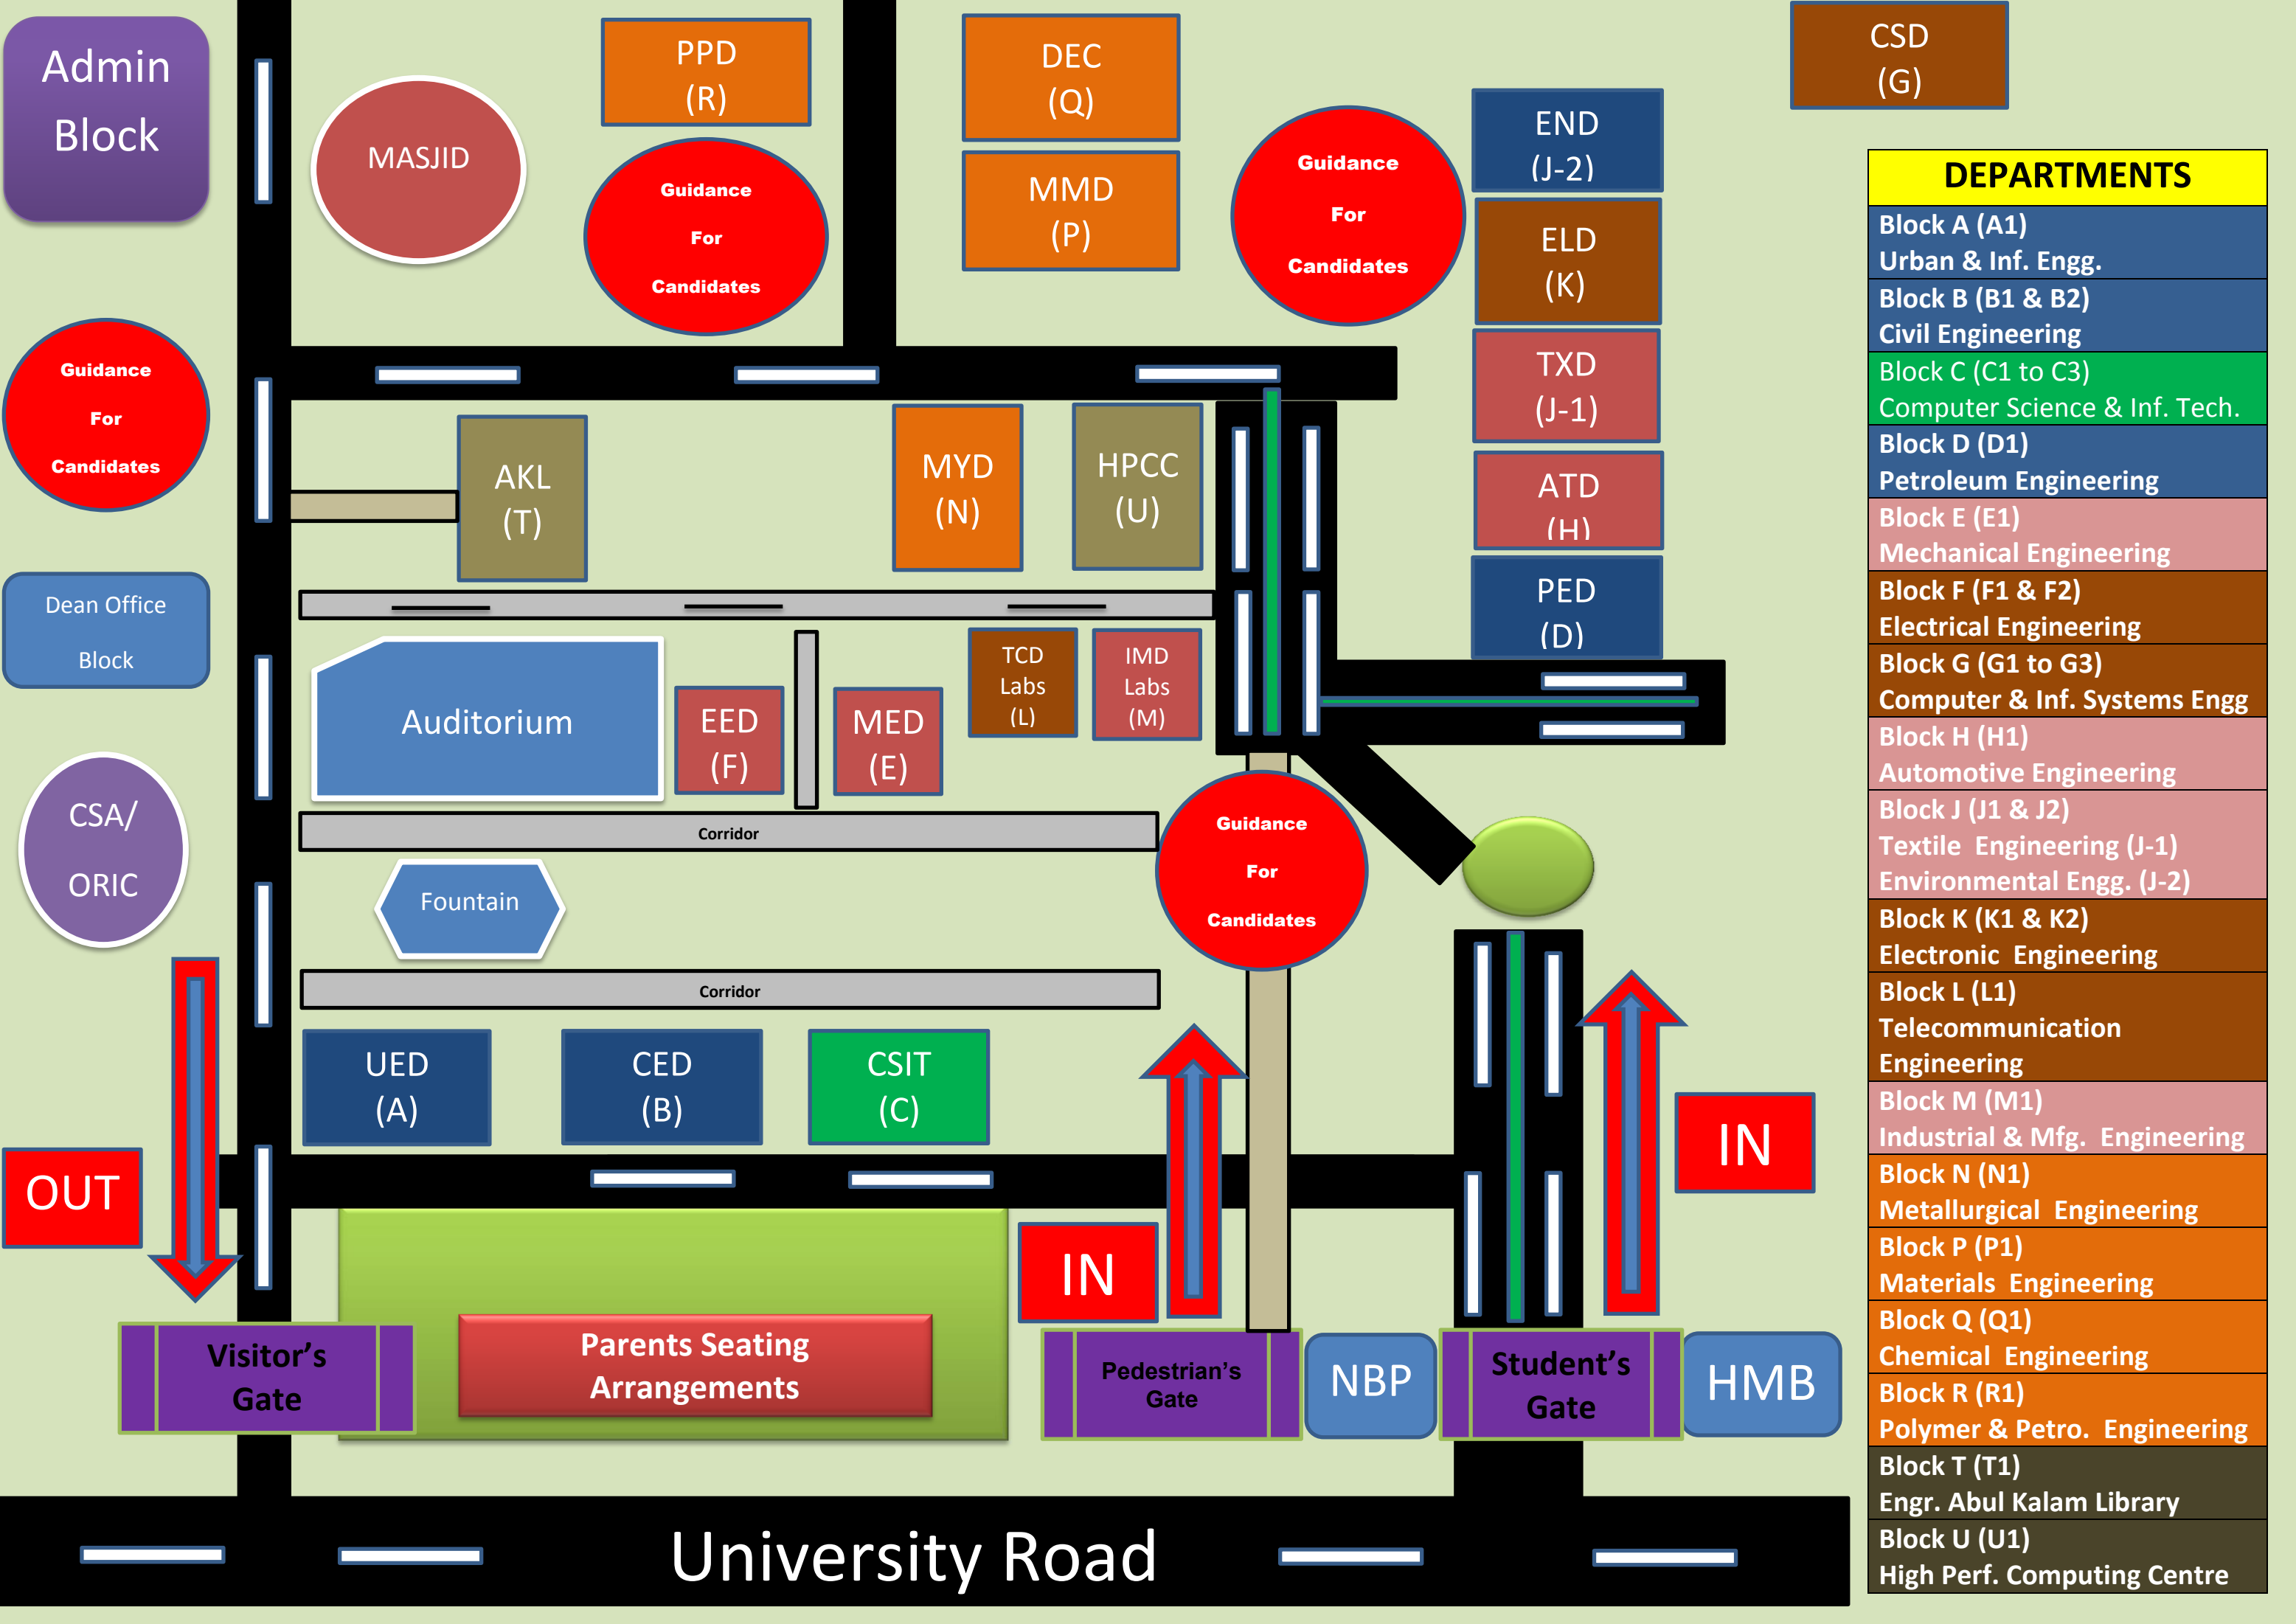 Admin
Block
MASJID
PPD
(R)
Guidance
For
Candidates
DEC
(Q)
MMD
(P)
Guidance
For
Candidates
END
(J-2)
ELD
(K)
TXD
(J-1)
ATD
(H)
PED
(D)
CSD
(G)
Guidance
For
Candidates
AKL
(T)
MYD
(N)
HPCC
(U)
Dean Office
Block
Auditorium
EED
(F)
MED
(E)
TCD
Labs
(L)
IMD
Labs
(M)
CSA/
ORIC
Corridor
Guidance
For
Candidates
Fountain
Corridor
UED
(A)
CED
(B)
CSIT
(C)
OUT
IN
IN
Visitor's
Gate
Parents Seating
Arrangements
Pedestrian's
Gate
NBP
Student's
Gate
HMB
University Road
DEPARTMENTS
Block A (A1)
Urban & Inf. Engg.
Block B (B1 & B2)
Civil Engineering
Block C (C1 to C3)
Computer Science & Inf. Tech.
Block D (D1)
Petroleum Engineering
Block E (E1)
Mechanical Engineering
Block F (F1 & F2)
Electrical Engineering
Block G (G1 to G3)
Computer & Inf. Systems Engg
Block H (H1)
Automotive Engineering
Block J (J1 & J2)
Textile Engineering (J-1)
Environmental Engg. (J-2)
Block K (K1 & K2)
Electronic Engineering
Block L (L1)
Telecommunication
Engineering
Block M (M1)
Industrial & Mfg. Engineering
Block N (N1)
Metallurgical Engineering
Block P (P1)
Materials Engineering
Block Q (Q1)
Chemical Engineering
Block R (R1)
Polymer & Petro. Engineering
Block T (T1)
Engr. Abul Kalam Library
Block U (U1)
High Perf. Computing Centre